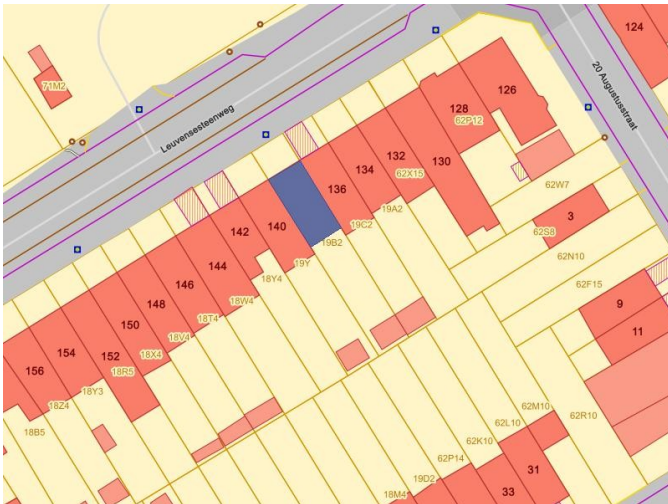 124
20 Augustusstraat
71M2
126
128
62P12
Leuvensesteenweg
132
130
134
62X15
136
62W7
19A2
3
142
140
19C2
62S8
19B2
62N10
144
19Y
146
18Y4
62F15
148
18W4
9
150
18T4
11
18V4
154
152
18X4
156
18R5
18Y3
18Z4
62M10
62R10
18B5
62L10
62K10
62P14
31
19D2
33
18M4